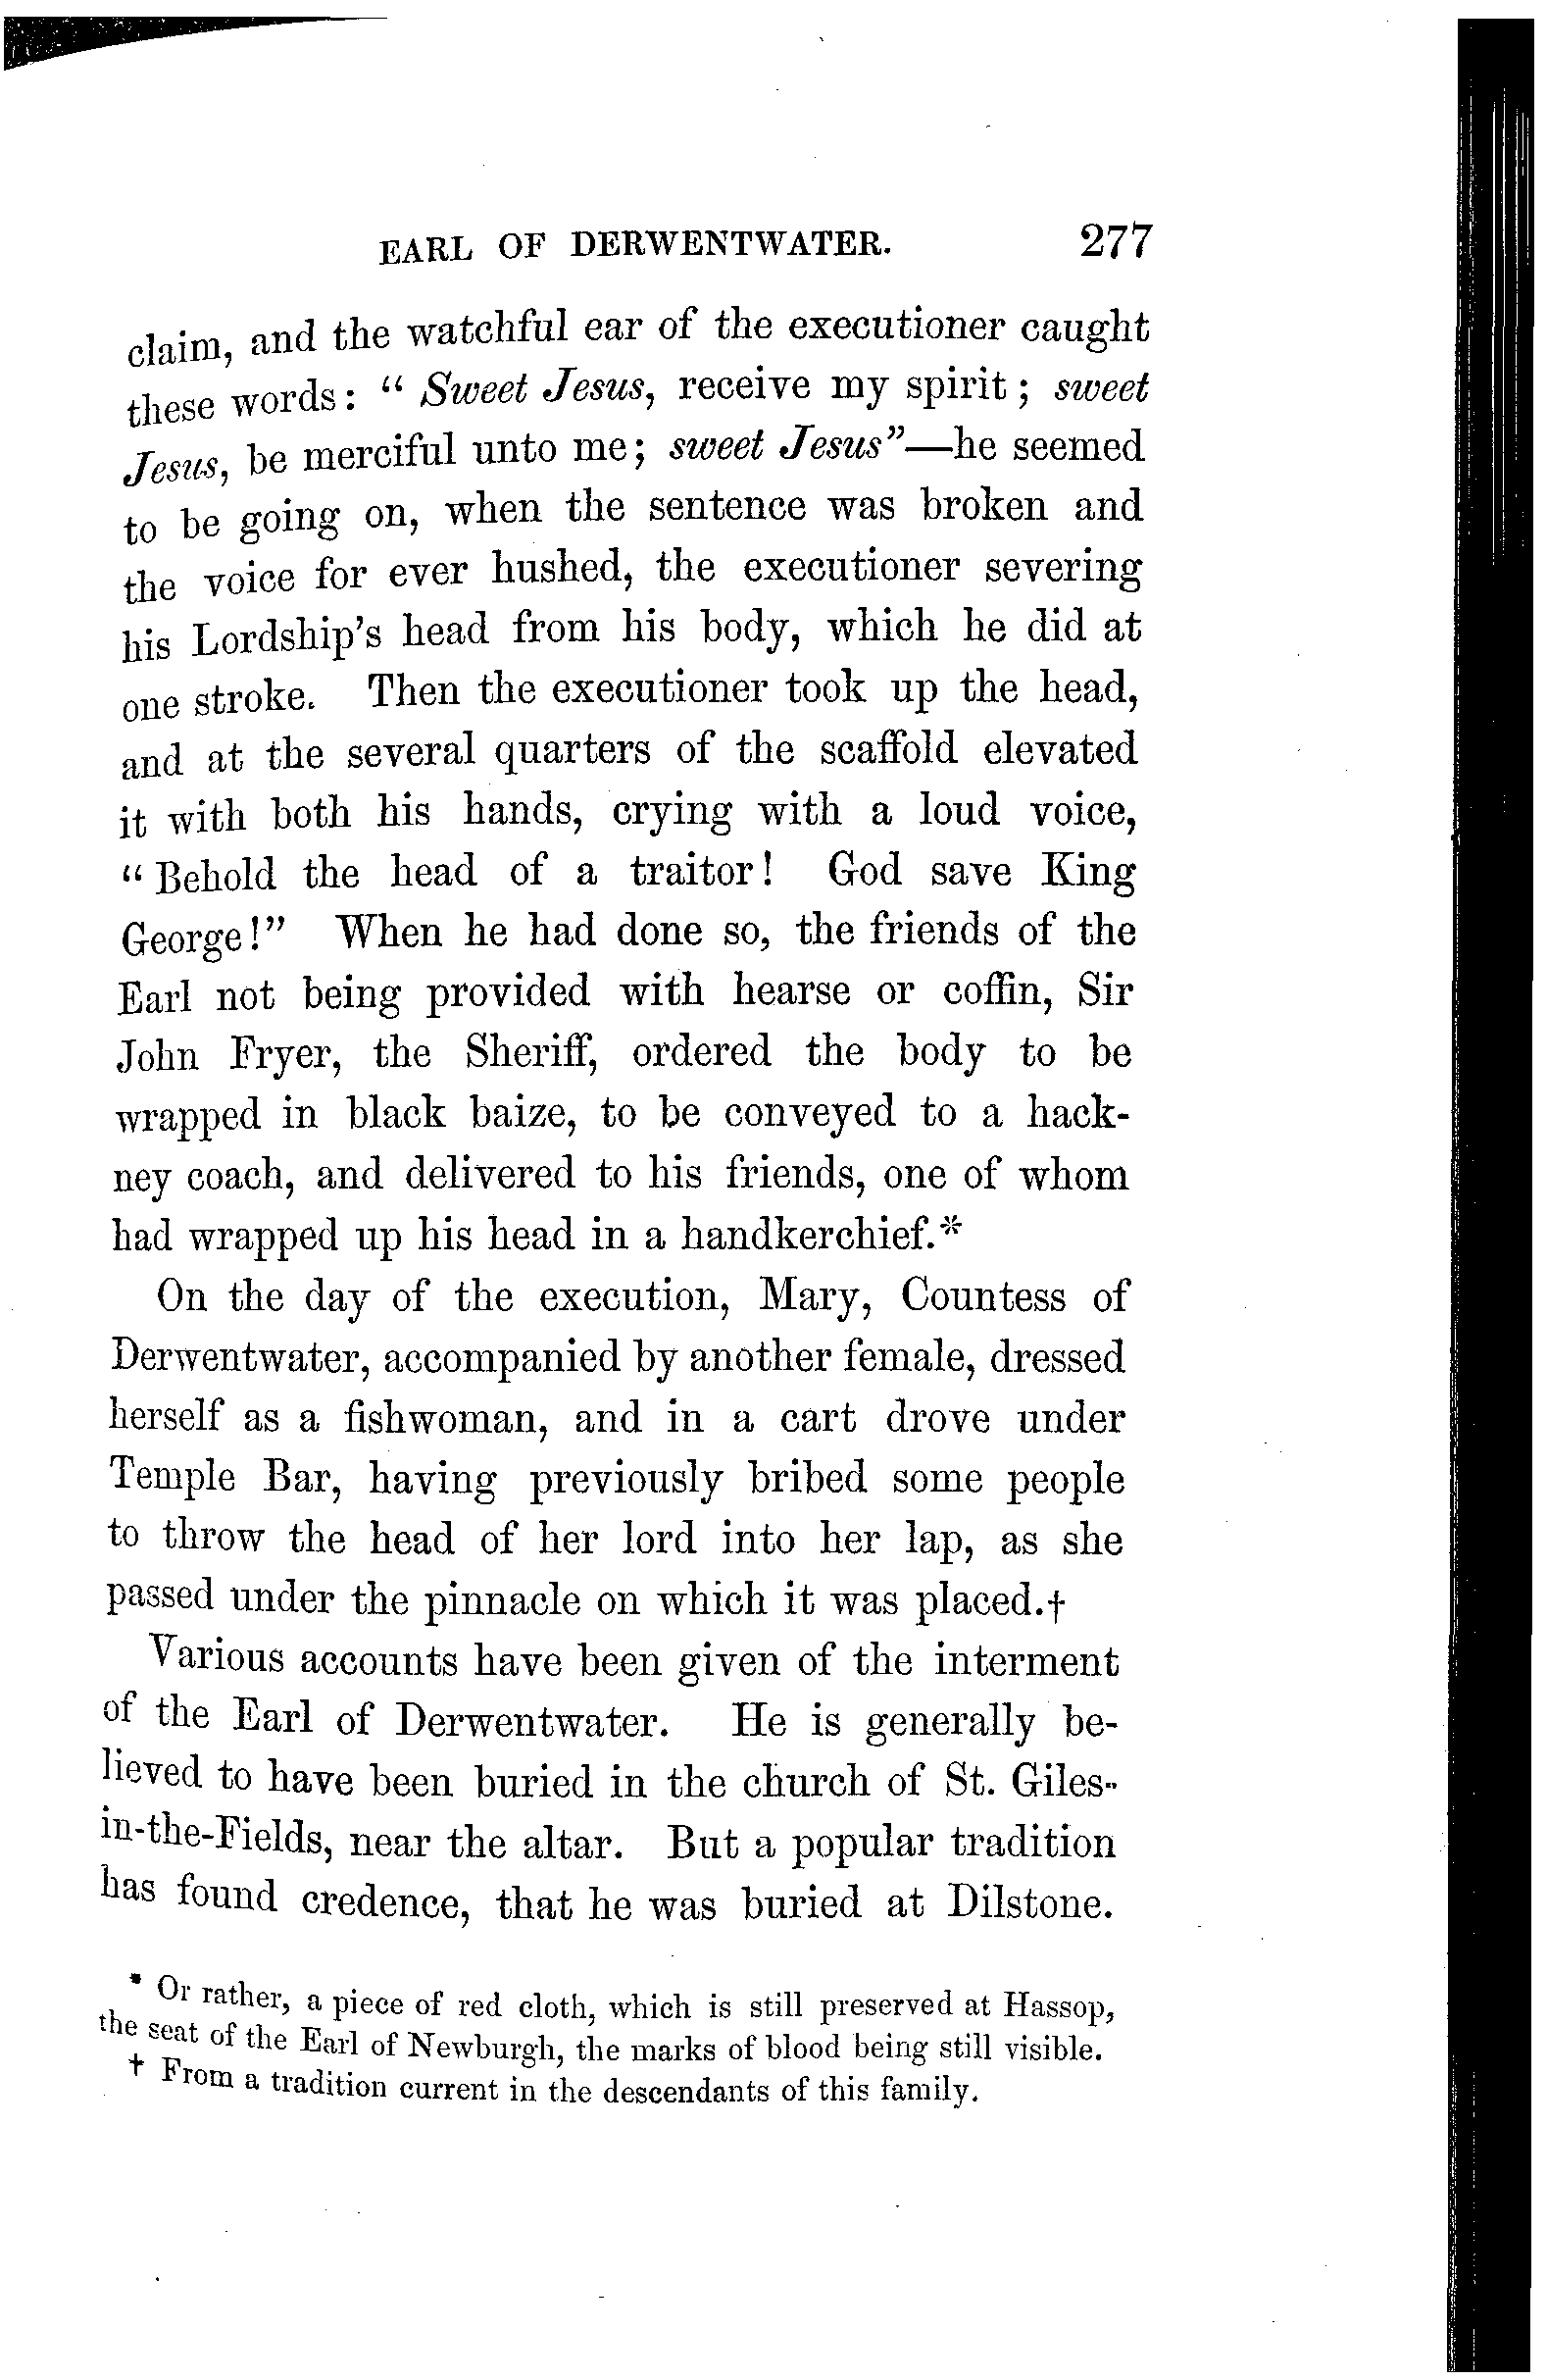 EARL OF DERWENTWATER. 277
claim, and the watchful ear of the executioner caught
these words: "Sweet Jesus, receive my spirit; sweet
Jesus, be merciful unto me; sweet Jesus"—he seemed
to be going on, when the sentence was broken and
the voice for ever hushed, the executioner severing
his Lordship's head from his body, which he did at
one stroke. Then the executioner took up the head,
and at the several quarters of the scaffold elevated
it with both his hands, crying with a loud voice,
"Behold the head of a traitor! God save King
George!" When he had done so, the friends of the
Earl not being provided with hearse or coffin, Sir
John Fryer, the Sheriff, ordered the body to be
wrapped in black baize, to be conveyed to a hack-
ney coach, and delivered to his friends, one of whom
had wrapped up his head in a handkerchief.*
On the day of the execution, Mary, Countess of
Derwentwater, accompanied by another female, dressed
herself as a fishwoman, and in a cart drove under
Temple Bar, having previously bribed some people
to throw the head of her lord into her lap, as she
passed under the pinnacle on which it was placed.†
Various accounts have been given of the interment
of the Earl of Derwentwater. He is generally be-
lieved to have been buried in the church of St. Giles-
in-the-Fields, near the altar. But a popular tradition
has found credence, that he was buried at Dilstone.
* Or rather, a piece of red cloth, which is still preserved at Hassop,
the seat of the Earl of Newburgh, the marks of blood being still visible.
† From a tradition current in the descendants of this family.